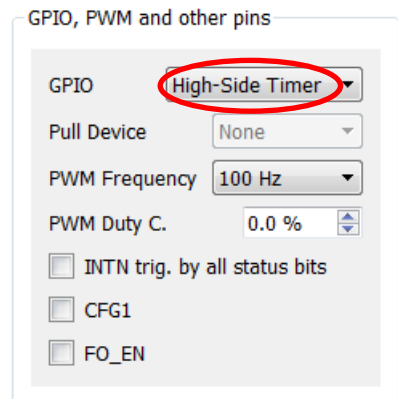 GPIO, PWM and other pins
GPIO High-Side Timer
Pull Device None
PWM Frequency 100 Hz
PWM Duty C. 0.0 %
INTN trig. by all status bits
CFG1
FO_EN